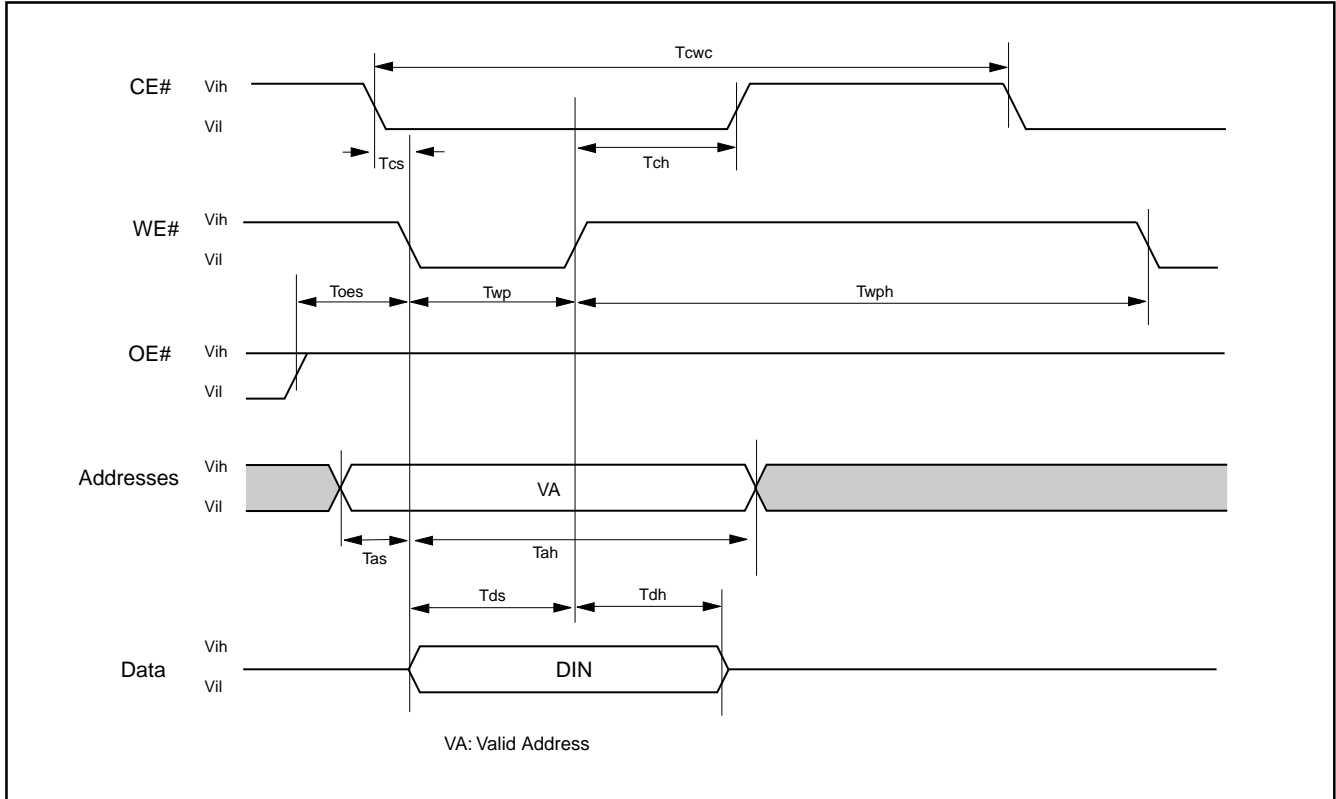 Tcwc
CE#
Vih
Vil
Tcs
Tch
WE#
Vih
Vil
Toes
Twp
Twph
OE#
Vih
Vil
Addresses
Vih
VA
Vil
Tas
Tah
Tds
Tdh
Data
Vih
DIN
Vil
VA: Valid Address